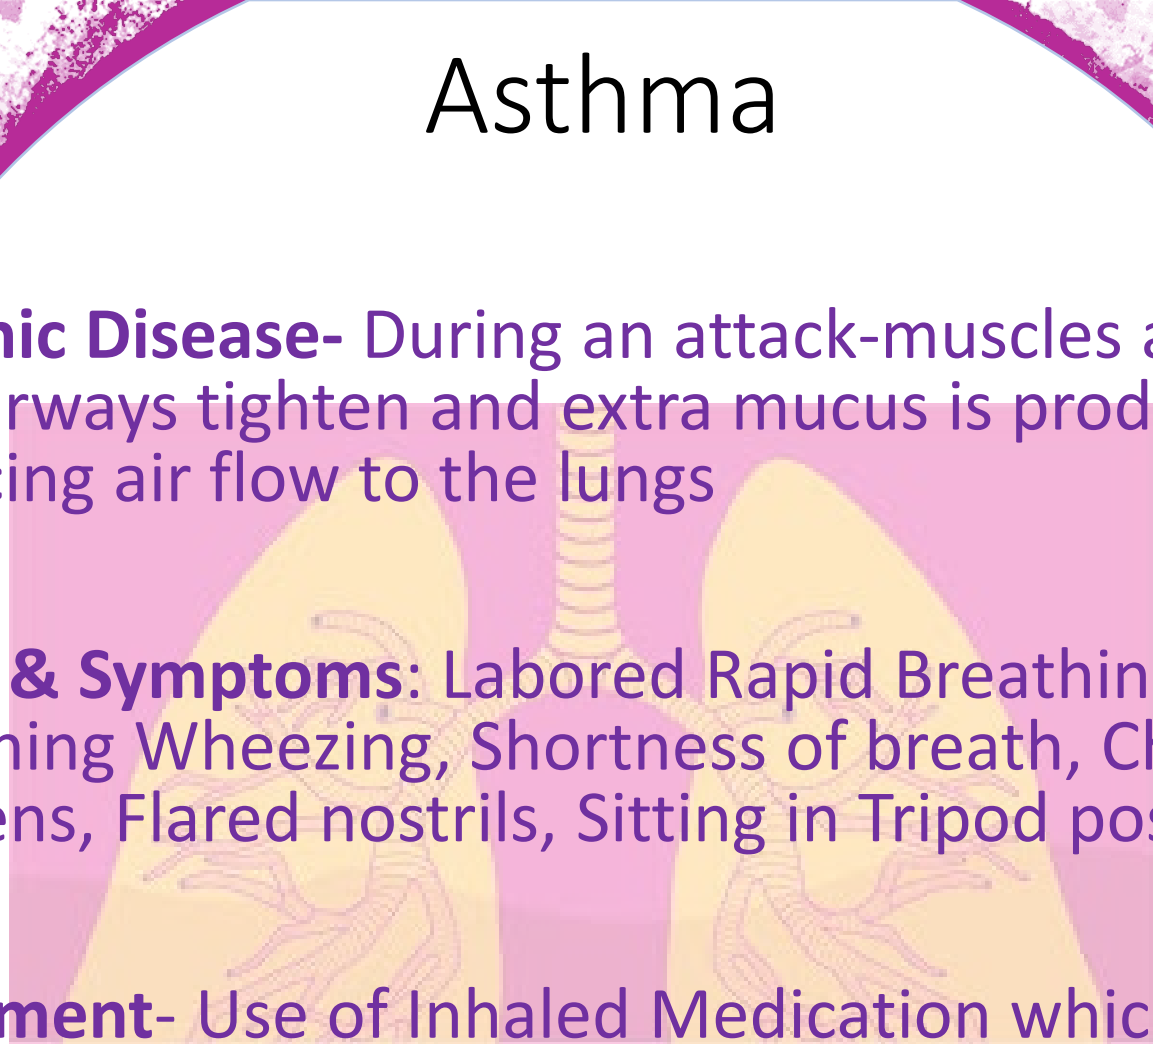 Asthma
nic Disease- During an attack-muscles a
rways tighten and extra mucus is prod
cing air flow to the lungs
& Symptoms: Labored Rapid Breathin
ning Wheezing, Shortness of breath, Ch
ens, Flared nostrils, Sitting in Tripod pos
ment- Use of Inhaled Medication whic